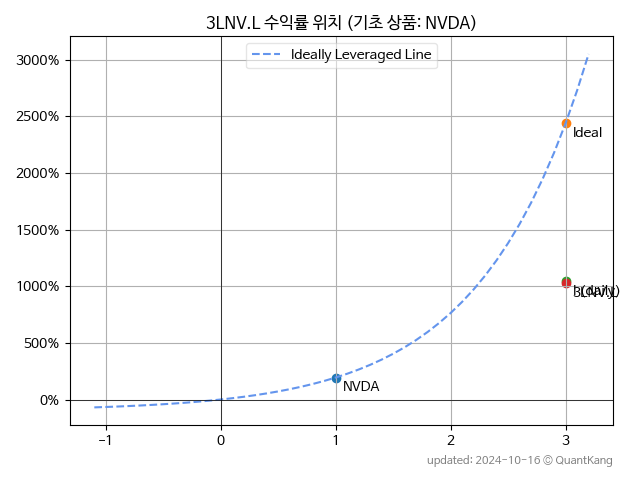 3LNV.L 수익률 위치 (기초 상품: NVDA)
Ideally Leveraged Line
3000%
2500%
2000%
1500%
1000%
500%
0%
Ideal
3LNV.L
NVDA
-1
0
1
2
3
updated: 2024-10-16 © QuantKang